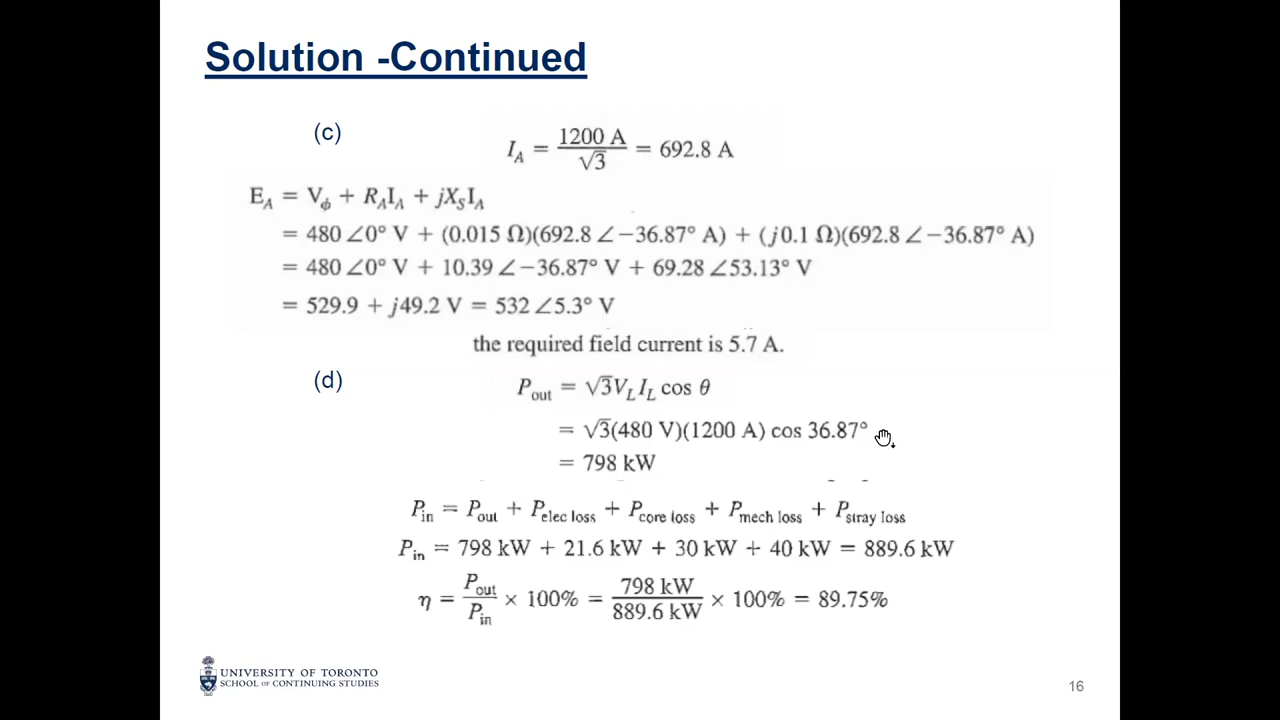 Solution -Continued
(c)
I_A = 1200 A / √3 = 692.8 A
E_A = V_ϕ + R_A I_A + jX_S I_A
= 480 ∠0° V + (0.015 Ω)(692.8 ∠−36.87° A) + (j0.1 Ω)(692.8 ∠−36.87° A)
= 480 ∠0° V + 10.39 ∠−36.87° V + 69.28 ∠53.13° V
= 529.9 + j49.2 V = 532 ∠5.3° V
the required field current is 5.7 A.
(d)
P_out = √3 V_L I_L cos θ
= √3(480 V)(1200 A) cos 36.87°
= 798 kW
P_in = P_out + P_elec loss + P_core loss + P_mech loss + P_stray loss
P_in = 798 kW + 21.6 kW + 30 kW + 40 kW = 889.6 kW
η = P_out / P_in × 100% = 798 kW / 889.6 kW × 100% = 89.75%
UNIVERSITY OF TORONTO
SCHOOL OF CONTINUING STUDIES
16